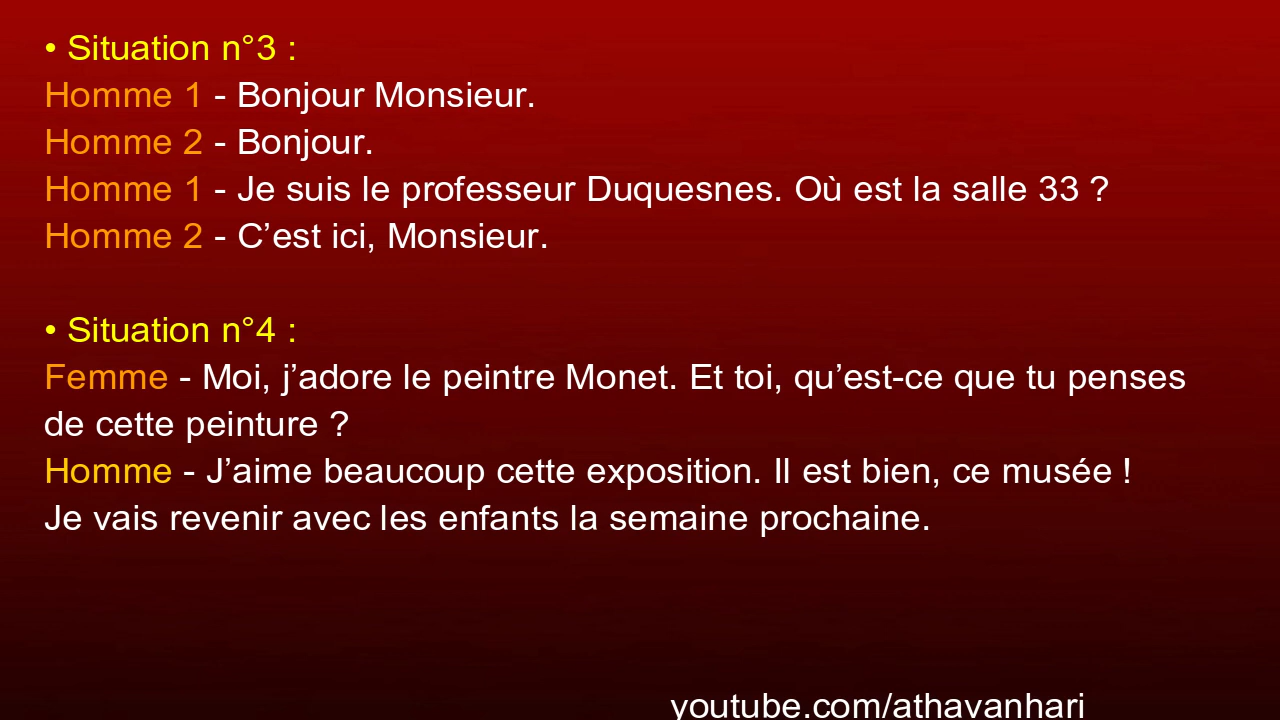 • Situation n°3 :
Homme 1 - Bonjour Monsieur.
Homme 2 - Bonjour.
Homme 1 - Je suis le professeur Duquesnes. Où est la salle 33 ?
Homme 2 - C’est ici, Monsieur.
• Situation n°4 :
Femme - Moi, j’adore le peintre Monet. Et toi, qu’est-ce que tu penses
de cette peinture ?
Homme - J’aime beaucoup cette exposition. Il est bien, ce musée !
Je vais revenir avec les enfants la semaine prochaine.
youtube.com/athavanhari